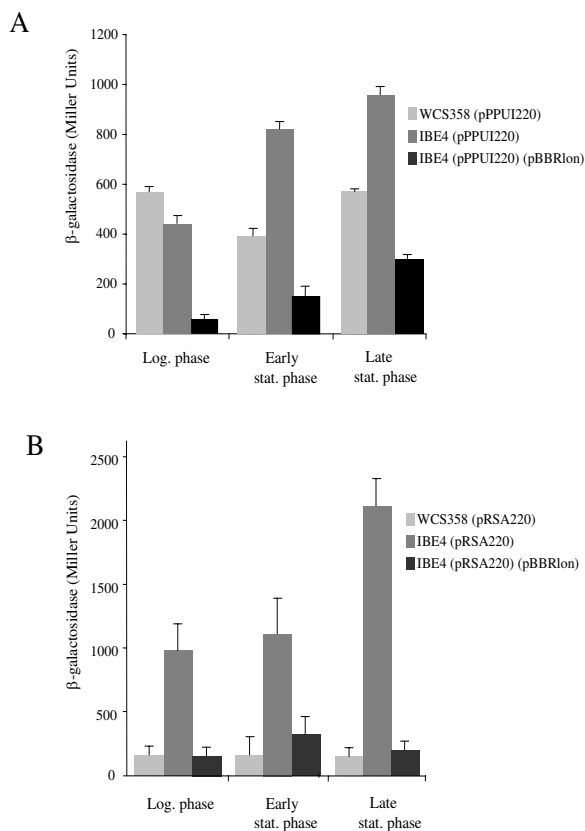 A
β-galactosidase (Miller Units)
1200
1000
800
600
400
200
0
WCS358 (pPPUI220)
IBE4 (pPPUI220)
IBE4 (pPPUI220) (pBBRlon)
Log. phase
Early
stat. phase
Late
stat. phase
B
β-galactosidase (Miller Units)
2500
2000
1500
1000
500
0
WCS358 (pRSA220)
IBE4 (pRSA220)
IBE4 (pRSA220) (pBBRlon)
Log. phase
Early
stat. phase
Late
stat. phase